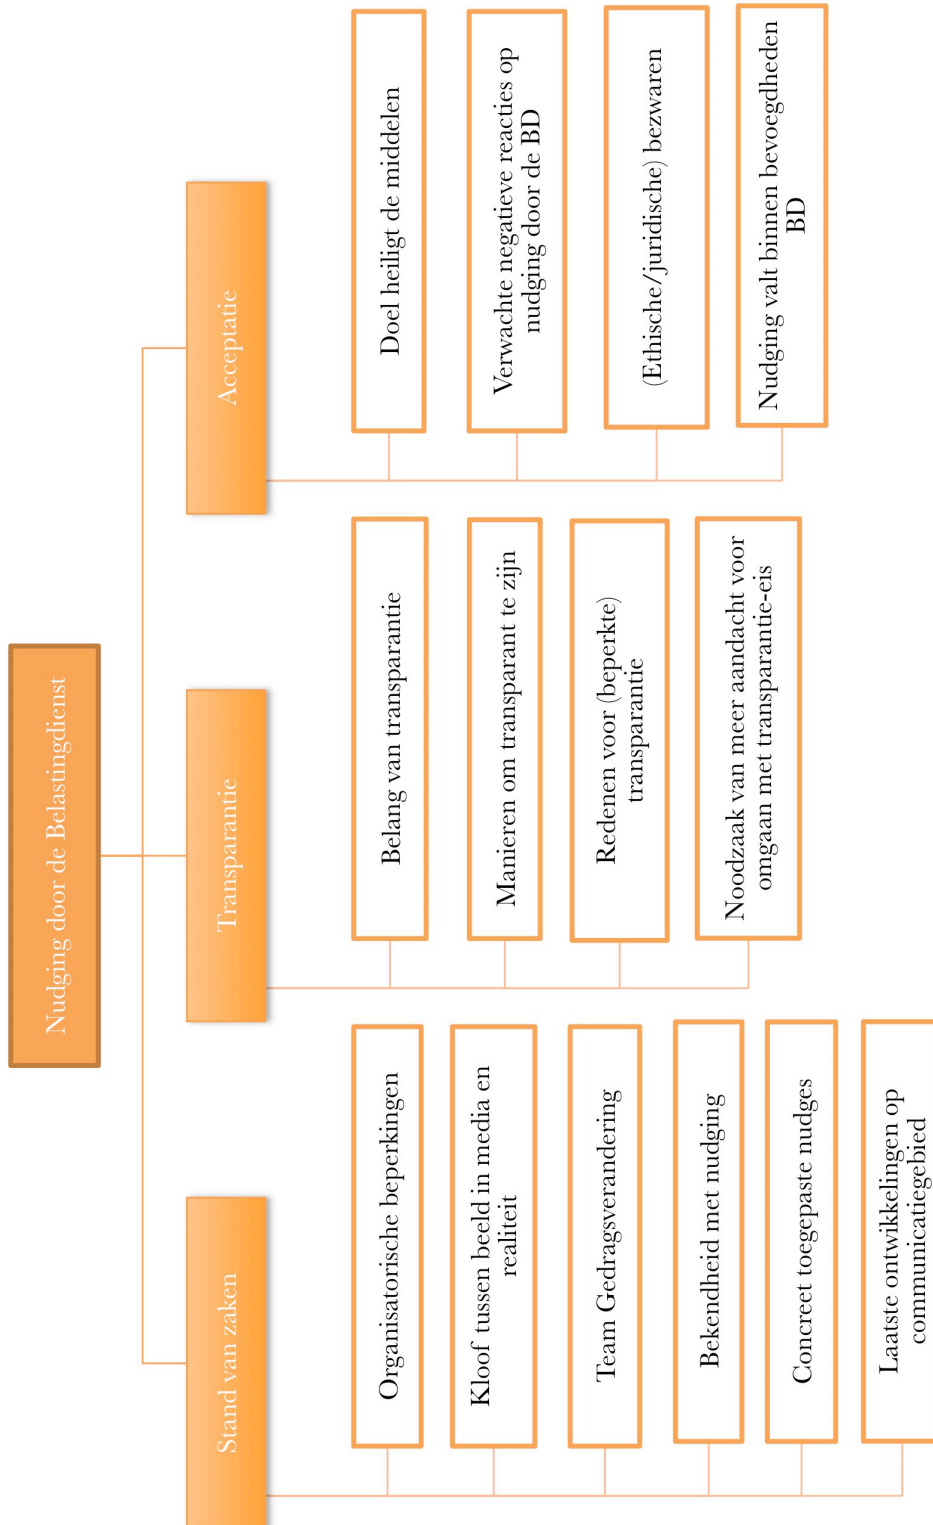 Nudging door de Belastingdienst
Stand van zaken
Organisatorische beperkingen
Kloof tussen beeld in media en
realiteit
Team Gedragsverandering
Bekendheid met nudging
Concreet toegepaste nudges
Laatste ontwikkelingen op
communicatiegebied
Transparantie
Belang van transparantie
Manieren om transparant te zijn
Redenen voor (beperkte)
transparantie
Noodzaak van meer aandacht voor
omgaan met transparantie-eis
Acceptatie
Doel heiligt de middelen
Verwachte negatieve reacties op
nudging door de BD
(Ethische/juridische) bezwaren
Nudging valt binnen bevoegdheden
BD